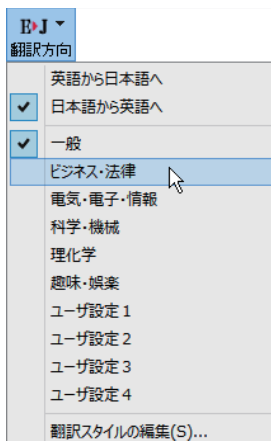 E▸J
翻訳方向
英語から日本語へ
日本語から英語へ
一般
ビジネス・法律
電気・電子・情報
科学・機械
理化学
趣味・娯楽
ユーザ設定 1
ユーザ設定 2
ユーザ設定 3
ユーザ設定 4
翻訳スタイルの編集(S)...